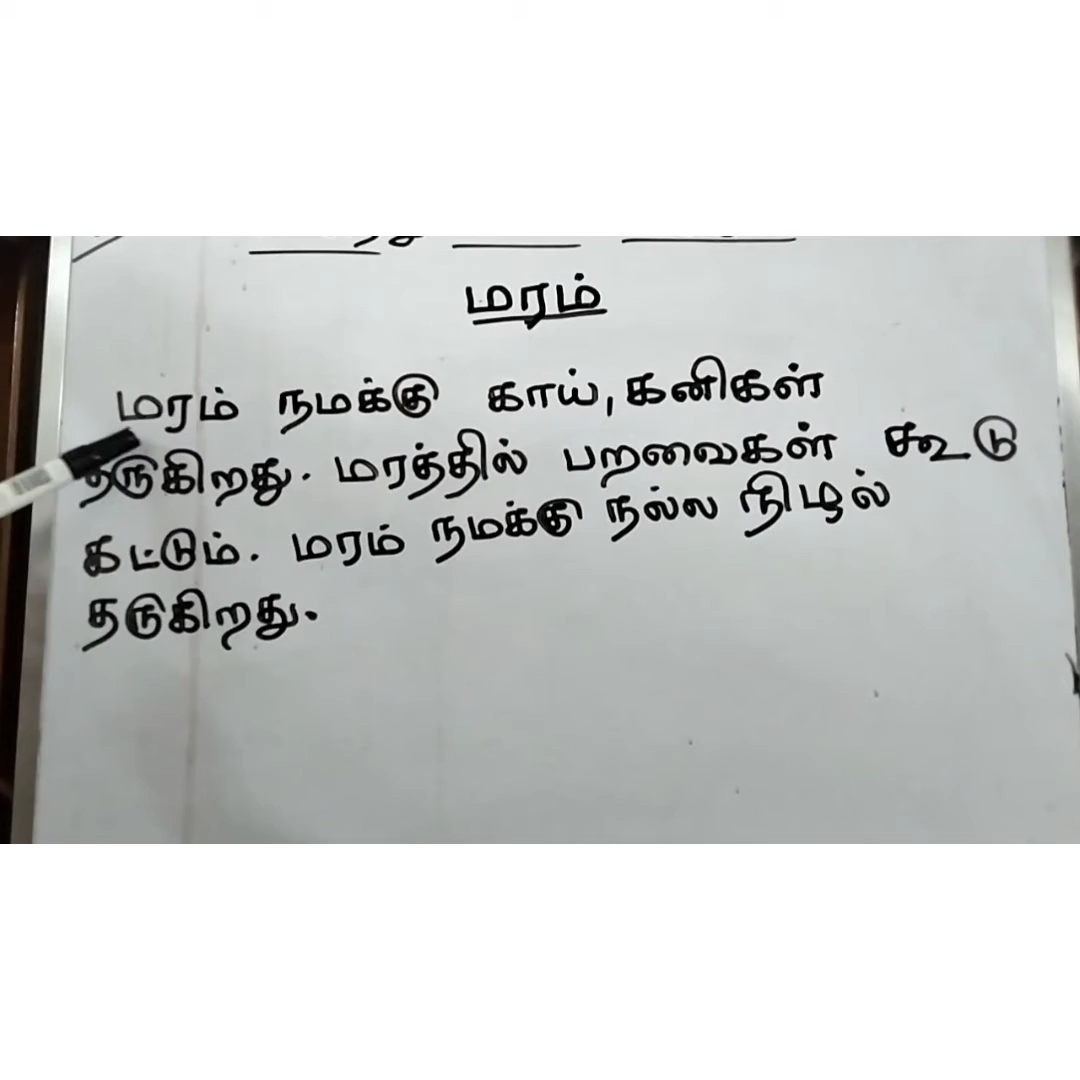 மரம்
மரம் நமக்கு காய், கனிகள்
தருகிறது. மரத்தில் பறவைகள் கூடு
கட்டும். மரம் நமக்கு நல்ல நிழல்
தருகிறது.